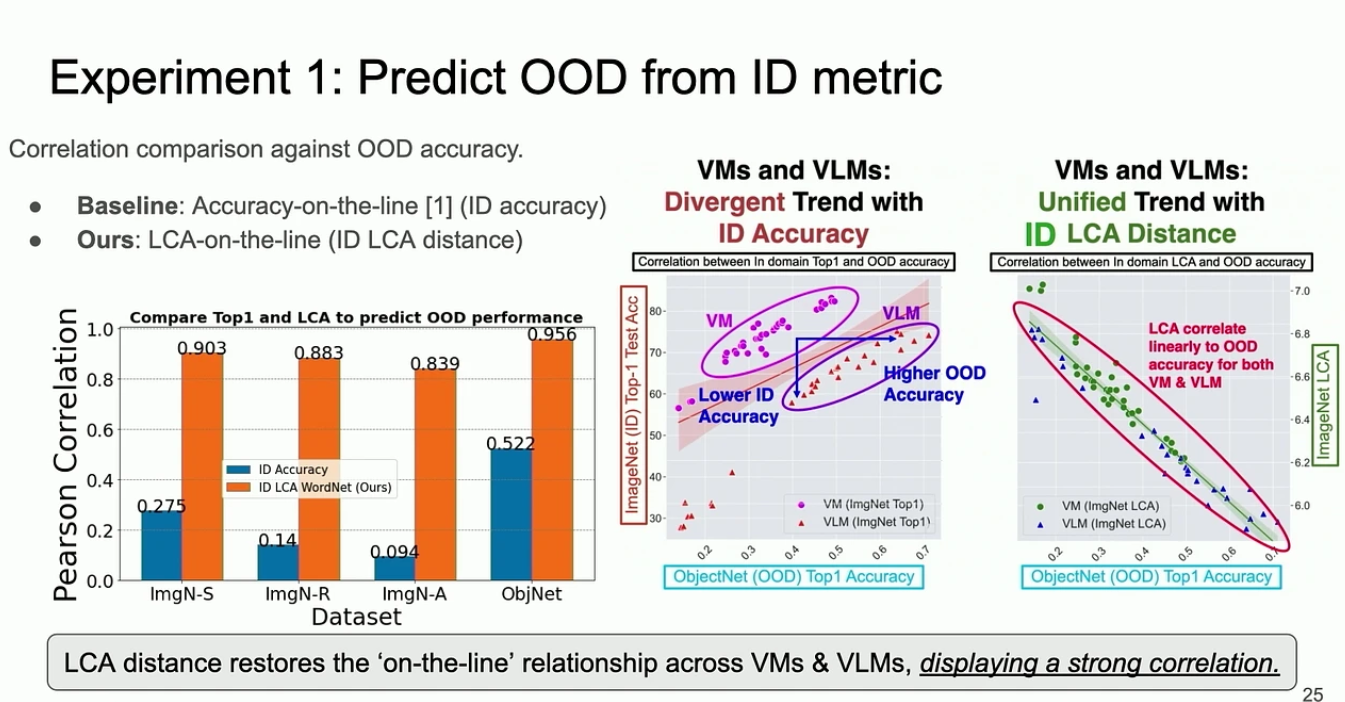 Experiment 1: Predict OOD from ID metric
Correlation comparison against OOD accuracy.
● Baseline: Accuracy-on-the-line [1] (ID accuracy)
● Ours: LCA-on-the-line (ID LCA distance)
Compare Top1 and LCA to predict OOD performance
Pearson Correlation
1.0
0.8
0.6
0.4
0.2
0.0
0.275
0.903
0.14
0.883
0.094
0.839
0.522
0.956
ID Accuracy
ID LCA WordNet (Ours)
ImgN-S
ImgN-R
ImgN-A
ObjNet
Dataset
VMs and VLMs:
Divergent Trend with
ID Accuracy
Correlation between In domain Top1 and OOD accuracy
ImageNet (ID) Top-1 Test Acc
80
70
60
50
40
30
VM
VLM
Lower ID
Accuracy
Higher OOD
Accuracy
VM (ImgNet Top1)
VLM (ImgNet Top1)
0.2
0.3
0.4
0.5
0.6
0.7
ObjectNet (OOD) Top1 Accuracy
VMs and VLMs:
Unified Trend with
ID LCA Distance
Correlation between In domain LCA and OOD accuracy
7.0
6.8
6.6
6.4
6.2
6.0
ImageNet LCA
LCA correlate
linearly to OOD
accuracy for both
VM & VLM
VM (ImgNet LCA)
VLM (ImgNet LCA)
0.2
0.3
0.4
0.5
0.6
ObjectNet (OOD) Top1 Accuracy
LCA distance restores the ‘on-the-line’ relationship across VMs & VLMs, displaying a strong correlation.
25